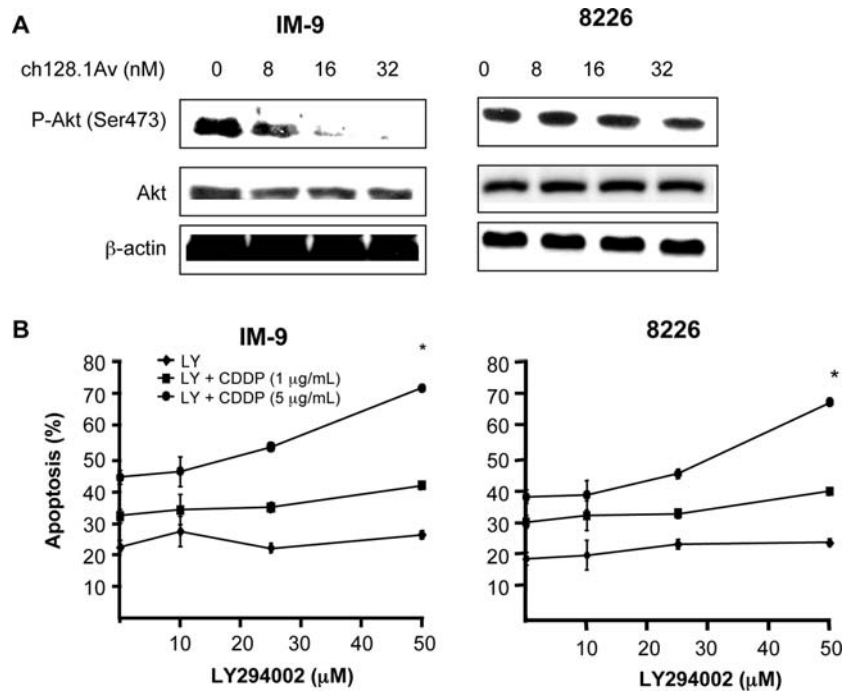 A
IM-9
8226
ch128.1Av (nM)
0 8 16 32
0 8 16 32
P-Akt (Ser473)
Akt
β-actin
B
IM-9
8226
80
70
60
50
40
30
20
10
Apoptosis (%)
LY
LY + CDDP (1 μg/mL)
LY + CDDP (5 μg/mL)
*
10 20 30 40 50
LY294002 (μM)
80
70
60
50
40
30
20
10
*
10 20 30 40 50
LY294002 (μM)